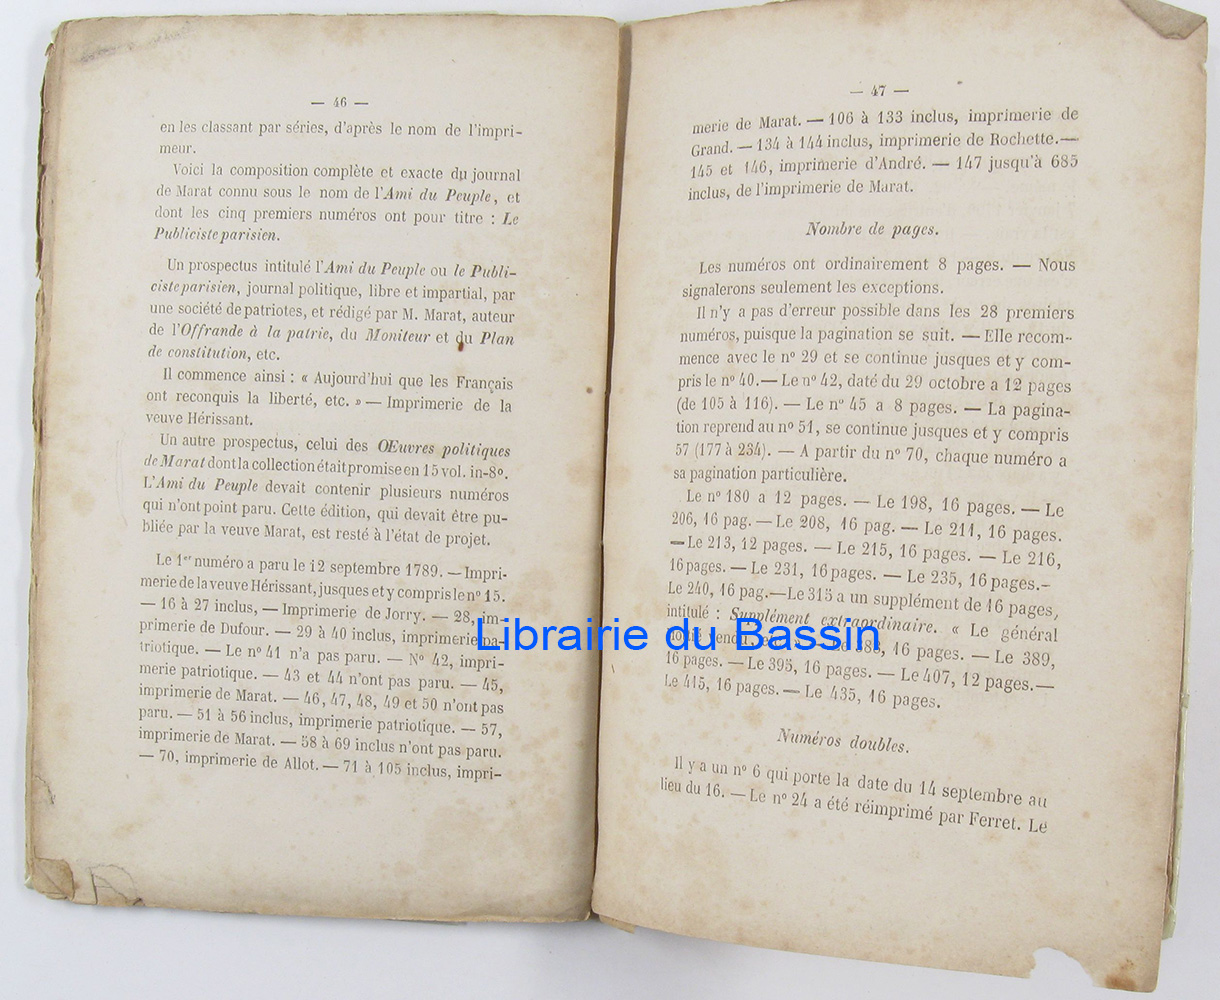 — 46 —
en les classant par séries, d'après le nom de l'impri-
meur.
Voici la composition complète et exacte du journal
de Marat connu sous le nom de l'Ami du Peuple, et
dont les cinq premiers numéros ont pour titre : Le
Publiciste parisien.
Un prospectus intitulé l'Ami du Peuple ou le Publi-
ciste parisien, journal politique, libre et impartial, par
une société de patriotes, et rédigé par M. Marat, auteur
de l'Offrande à la patrie, du Moniteur et du Plan
de constitution, etc.
Il commence ainsi : « Aujourd'hui que les Français
ont reconquis la liberté, etc. » — Imprimerie de la
veuve Hérissant.
Un autre prospectus, celui des Œuvres politiques
de Marat dont la collection était promise en 15 vol. in-8º.
L'Ami du Peuple devait contenir plusieurs numéros
qui n'ont point paru. Cette édition, qui devait être pu-
bliée par la veuve Marat, est resté à l'état de projet.
Le 1er numéro a paru le 12 septembre 1789. — Impri-
merie de la veuve Hérissant, jusques et y compris le nº 15.
— 16 à 27 inclus, — Imprimerie de Jorry. — 28, im-
primerie de Dufour. — 29 à 40 inclus, imprimerie pa-
triotique. — Le nº 41 n'a pas paru. — Nº 42, impri-
merie patriotique. — 43 et 44 n'ont pas paru. — 45,
imprimerie de Marat. — 46, 47, 48, 49 et 50 n'ont pas
paru. — 51 à 56 inclus, imprimerie patriotique. — 57,
imprimerie de Marat. — 58 à 69 inclus n'ont pas paru.
— 70, imprimerie de Allot. — 71 à 105 inclus, impri-
— 47 —
merie de Marat. — 106 à 133 inclus, imprimerie de
Grand. — 134 à 144 inclus, imprimerie de Rochette. —
145 et 146, imprimerie d'André. — 147 jusqu'à 685
inclus, de l'imprimerie de Marat.
Nombre de pages.
Les numéros ont ordinairement 8 pages. — Nous
signalerons seulement les exceptions.
Il n'y a pas d'erreur possible dans les 28 premiers
numéros, puisque la pagination se suit. — Elle recom-
mence avec le nº 29 et se continue jusques et y com-
pris le nº 40. — Le nº 42, daté du 29 octobre a 12 pages
(de 105 à 116). — Le nº 45 a 8 pages. — La pagina-
tion reprend au nº 51, se continue jusques et y compris
57 (177 à 234). — A partir du nº 70, chaque numéro a
sa pagination particulière.
Le nº 180 a 12 pages. — Le 198, 16 pages. — Le
206, 16 pag. — Le 208, 16 pag. — Le 211, 16 pages.
— Le 213, 12 pages. — Le 215, 16 pages. — Le 216,
16 pages. — Le 231, 16 pages. — Le 235, 16 pages. -
Le 240, 16 pag. — Le 315 a un supplément de 16 pages,
intitulé : Supplément extraordinaire. « Le général
vendu, 16 pages. — Le 389,
16 pages. — Le 395, 16 pages. — Le 407, 12 pages. —
Le 415, 16 pages. — Le 435, 16 pages.
Numéros doubles.
Il y a un nº 6 qui porte la date du 14 septembre au
lieu du 16. — Le nº 24 a été réimprimé par Ferret. Le
Librairie du Bassin